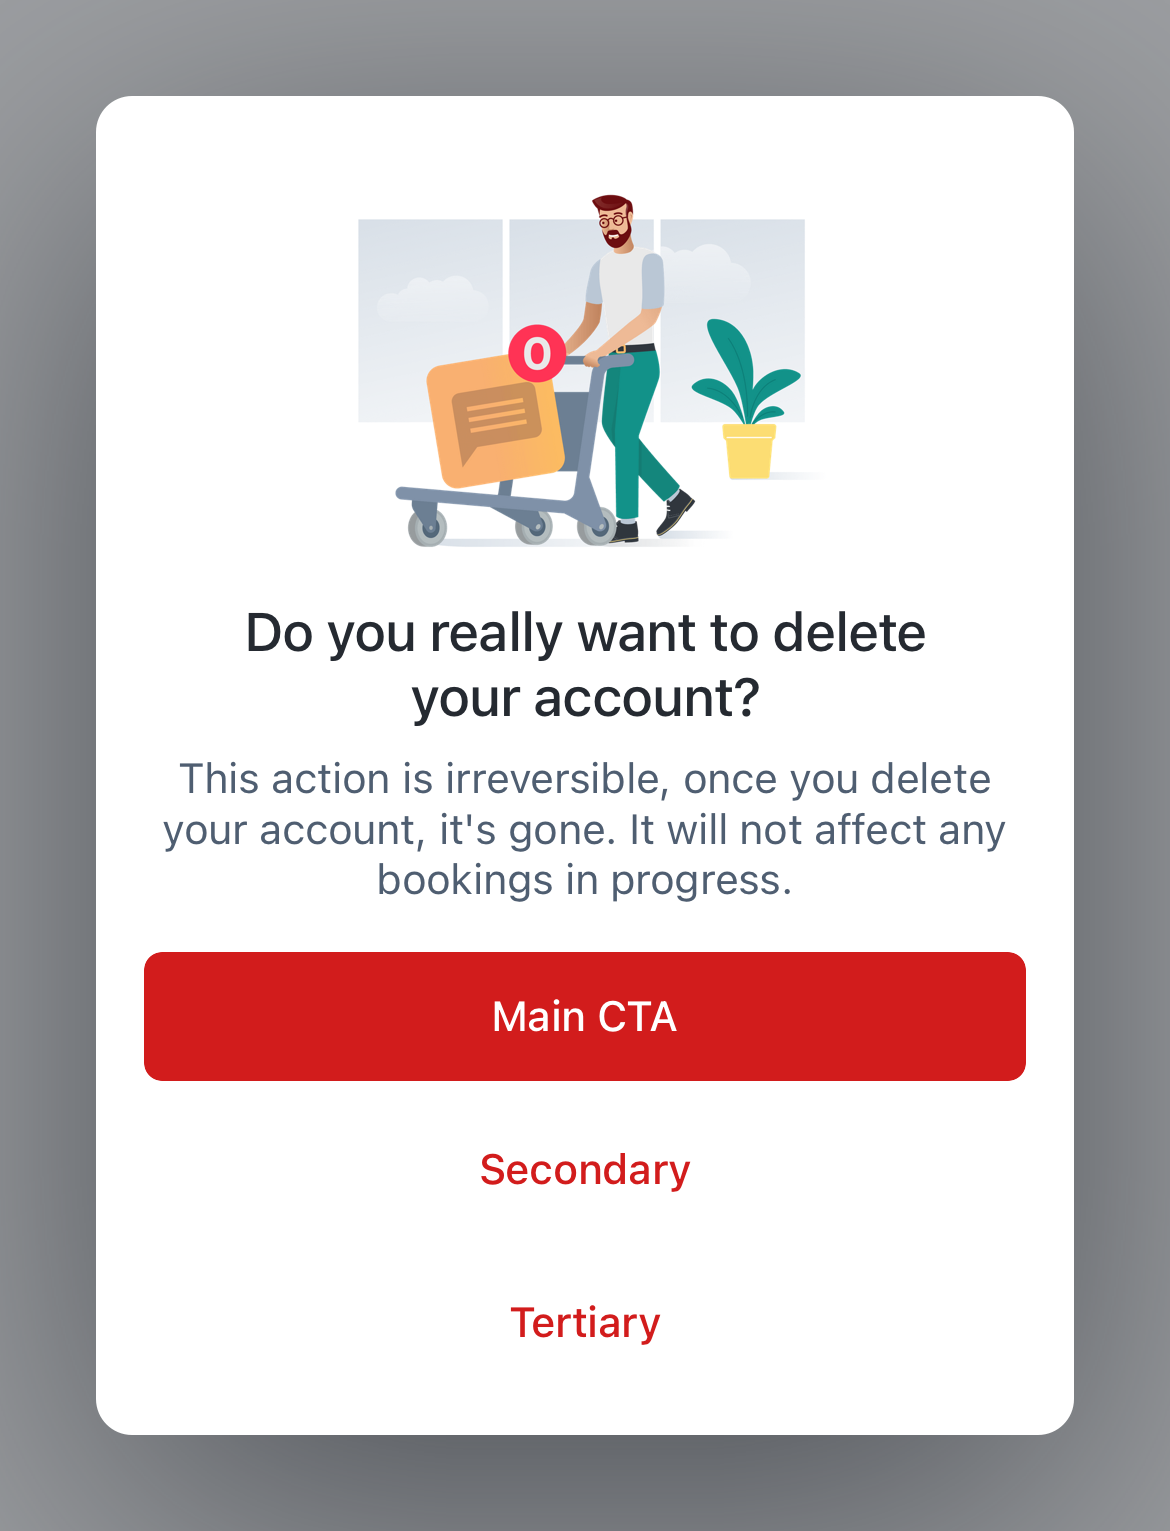 0
Do you really want to delete
your account?
This action is irreversible, once you delete
your account, it's gone. It will not affect any
bookings in progress.
Main CTA
Secondary
Tertiary